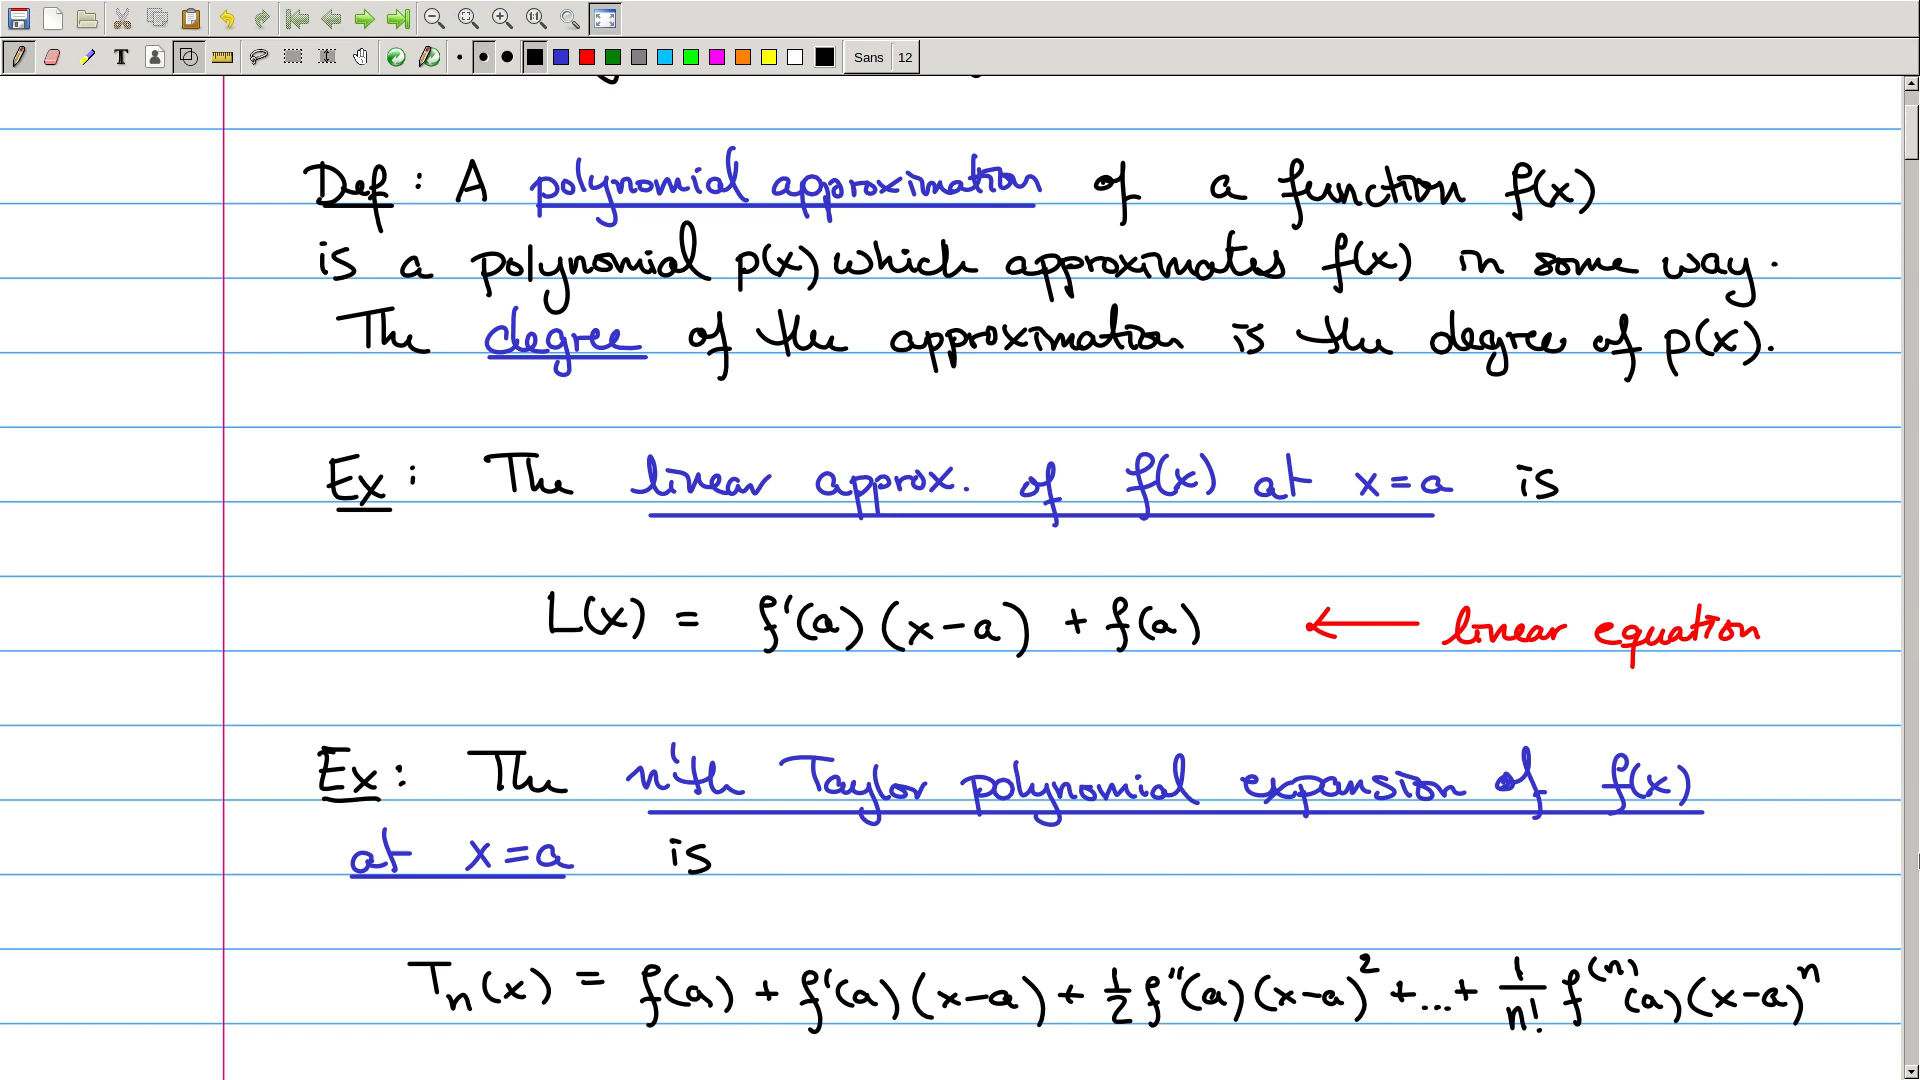 Sans 12
Def: A polynomial approximation of a function f(x)
is a polynomial p(x) which approximates f(x) in some way.
The degree of the approximation is the degree of p(x).
Ex: The linear approx. of f(x) at x=a is
L(x) = f'(a)(x-a) + f(a) ← linear equation
Ex: The n'th Taylor polynomial expansion of f(x)
at x=a is
Tₙ(x) = f(a) + f'(a)(x-a) + ½f"(a)(x-a)² +...+ 1/n! f⁽ⁿ⁾(a)(x-a)ⁿ